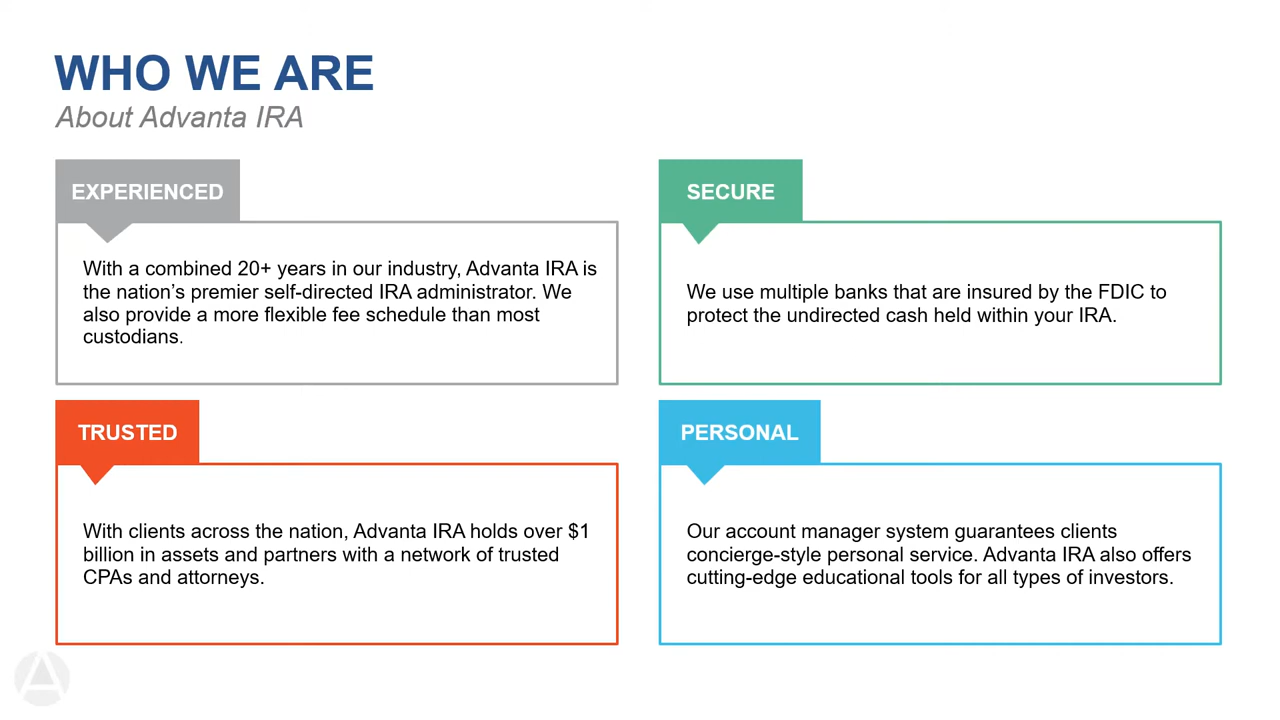 WHO WE ARE
About Advanta IRA
EXPERIENCED
With a combined 20+ years in our industry, Advanta IRA is
the nation’s premier self-directed IRA administrator. We
also provide a more flexible fee schedule than most
custodians.
SECURE
We use multiple banks that are insured by the FDIC to
protect the undirected cash held within your IRA.
TRUSTED
With clients across the nation, Advanta IRA holds over $1
billion in assets and partners with a network of trusted
CPAs and attorneys.
PERSONAL
Our account manager system guarantees clients
concierge-style personal service. Advanta IRA also offers
cutting-edge educational tools for all types of investors.